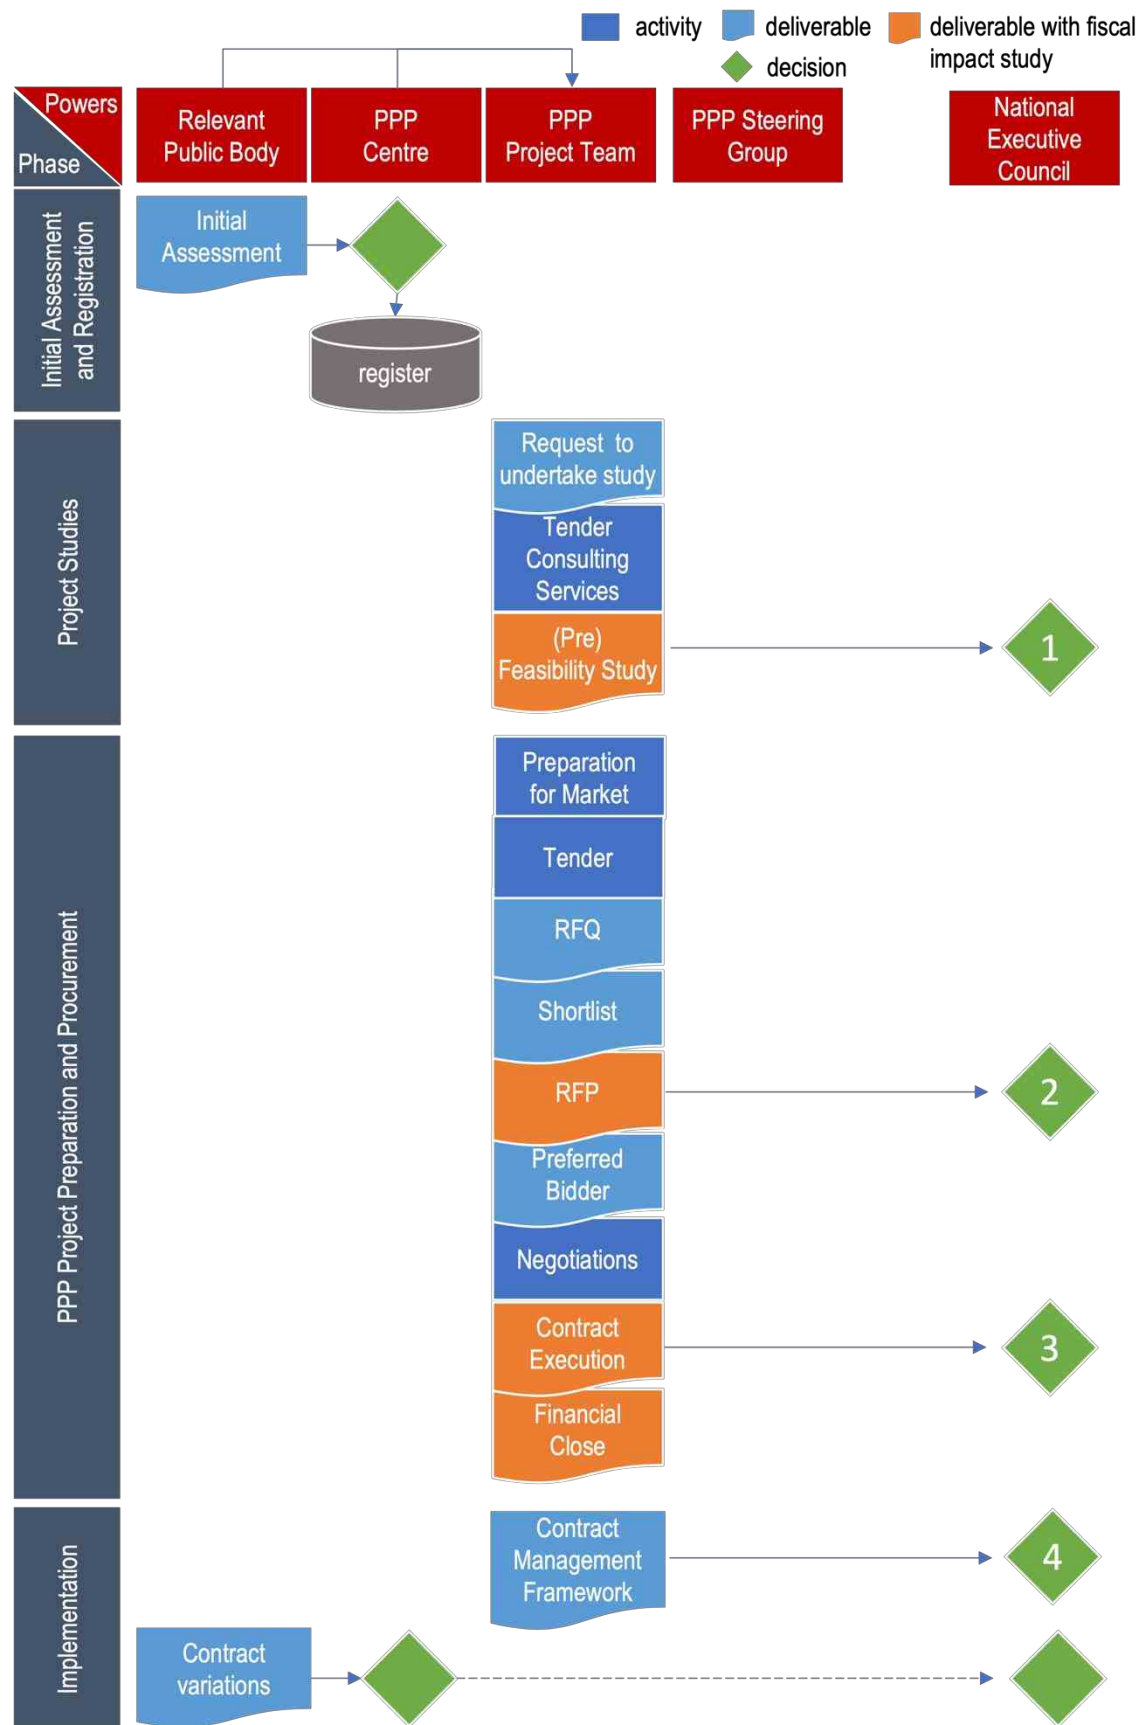 activity
deliverable
deliverable with fiscal
impact study
decision
Powers
Phase
Relevant
Public Body
PPP
Centre
PPP
Project Team
PPP Steering
Group
National
Executive
Council
Initial Assessment
and Registration
Initial
Assessment
register
Project Studies
Request to
undertake study
Tender
Consulting
Services
(Pre)
Feasibility Study
1
PPP Project Preparation and Procurement
Preparation
for Market
Tender
RFQ
Shortlist
RFP
2
Preferred
Bidder
Negotiations
Contract
Execution
3
Financial
Close
Implementation
Contract
Management
Framework
4
Contract
variations